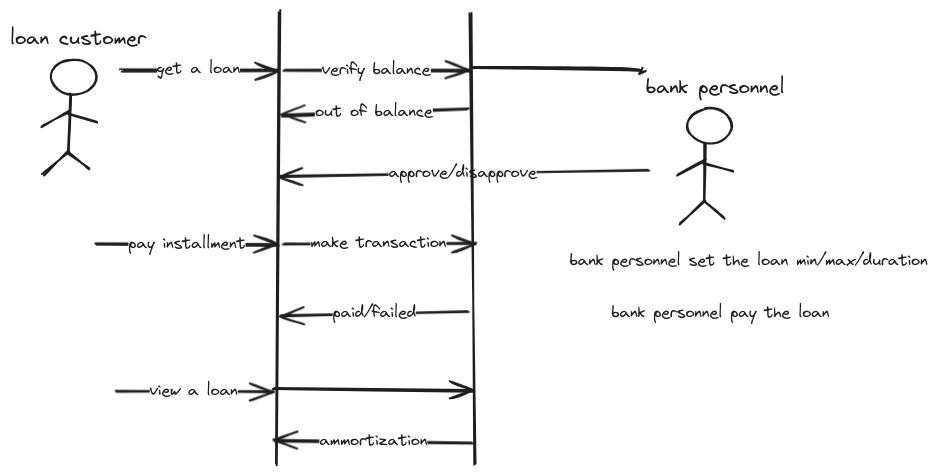 loan customer
get a loan
verify balance
bank personnel
out of balance
approve/disapprove
pay installment
make transaction
bank personnel set the loan min/max/duration
paid/failed
bank personnel pay the loan
view a loan
ammortization